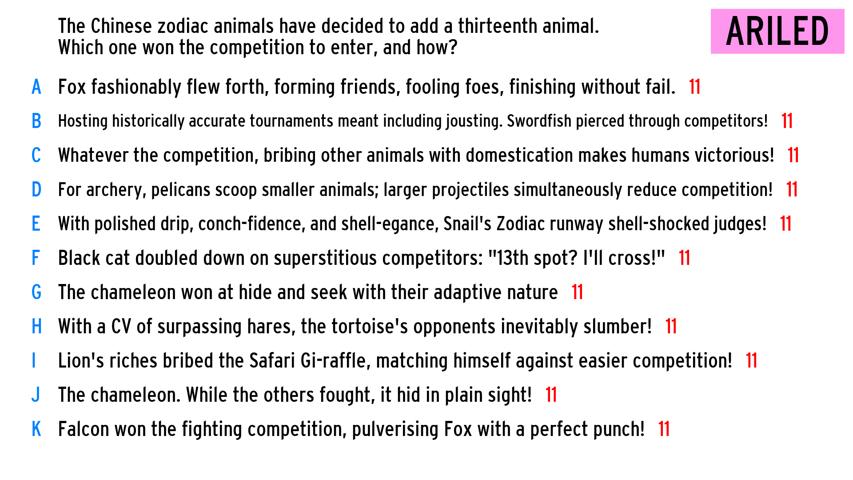 The Chinese zodiac animals have decided to add a thirteenth animal.
Which one won the competition to enter, and how?
ARILED
A Fox fashionably flew forth, forming friends, fooling foes, finishing without fail. 11
B Hosting historically accurate tournaments meant including jousting. Swordfish pierced through competitors! 11
C Whatever the competition, bribing other animals with domestication makes humans victorious! 11
D For archery, pelicans scoop smaller animals; larger projectiles simultaneously reduce competition! 11
E With polished drip, conch-fidence, and shell-egance, Snail's Zodiac runway shell-shocked judges! 11
F Black cat doubled down on superstitious competitors: "13th spot? I'll cross!" 11
G The chameleon won at hide and seek with their adaptive nature 11
H With a CV of surpassing hares, the tortoise's opponents inevitably slumber! 11
I Lion's riches bribed the Safari Gi-raffle, matching himself against easier competition! 11
J The chameleon. While the others fought, it hid in plain sight! 11
K Falcon won the fighting competition, pulverising Fox with a perfect punch! 11